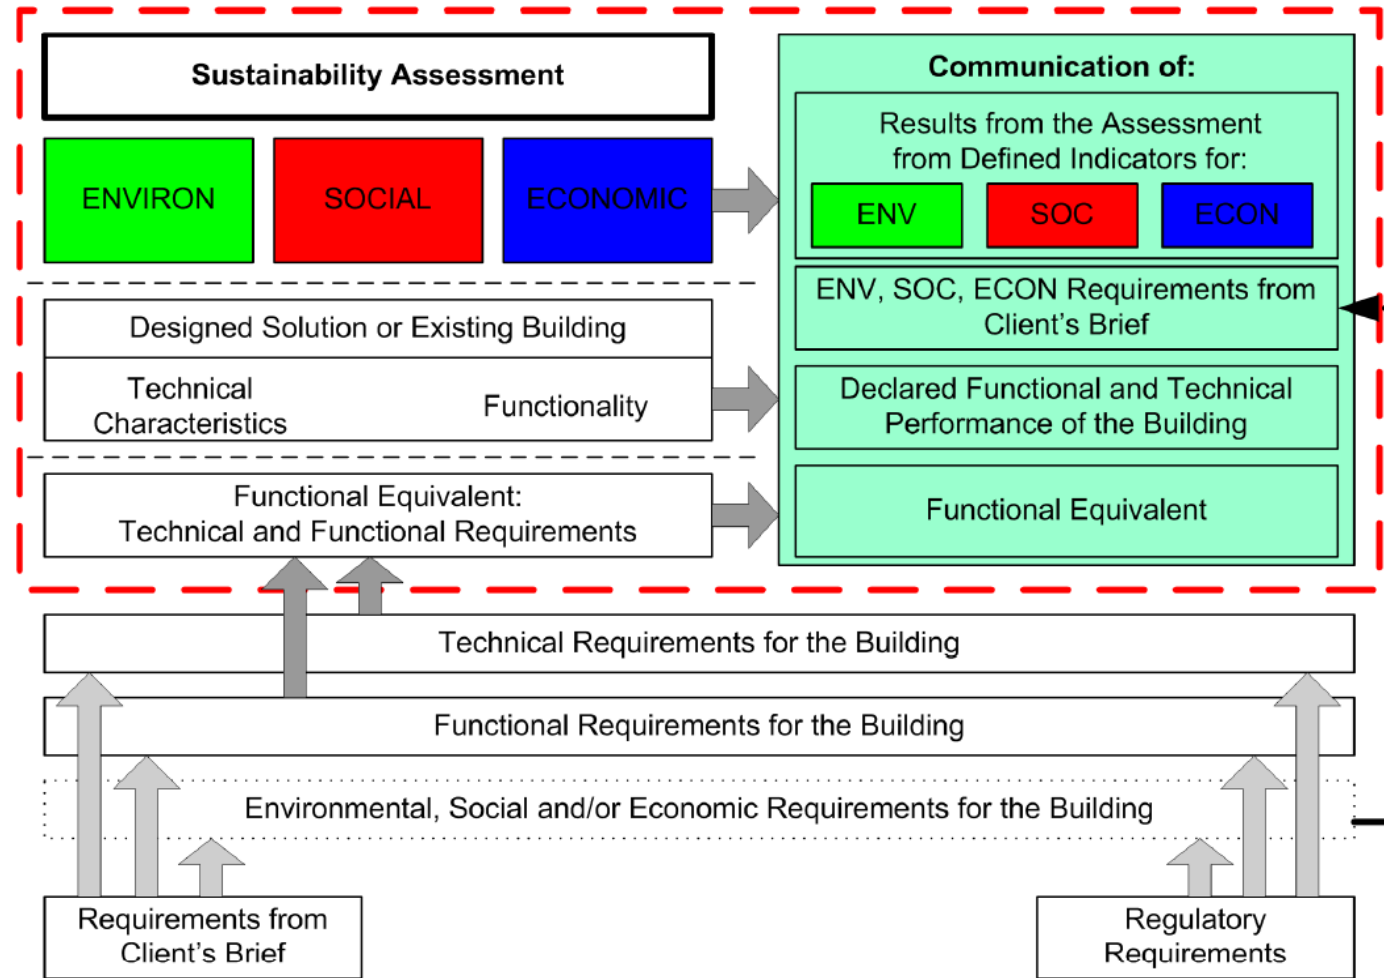 Sustainability Assessment
ENVIRON
SOCIAL
ECONOMIC
Communication of:
Results from the Assessment
from Defined Indicators for:
ENV
SOC
ECON
ENV, SOC, ECON Requirements from
Client's Brief
Designed Solution or Existing Building
Technical
Characteristics
Functionality
Declared Functional and Technical
Performance of the Building
Functional Equivalent:
Technical and Functional Requirements
Functional Equivalent
Technical Requirements for the Building
Functional Requirements for the Building
Environmental, Social and/or Economic Requirements for the Building
Requirements from
Client's Brief
Regulatory
Requirements